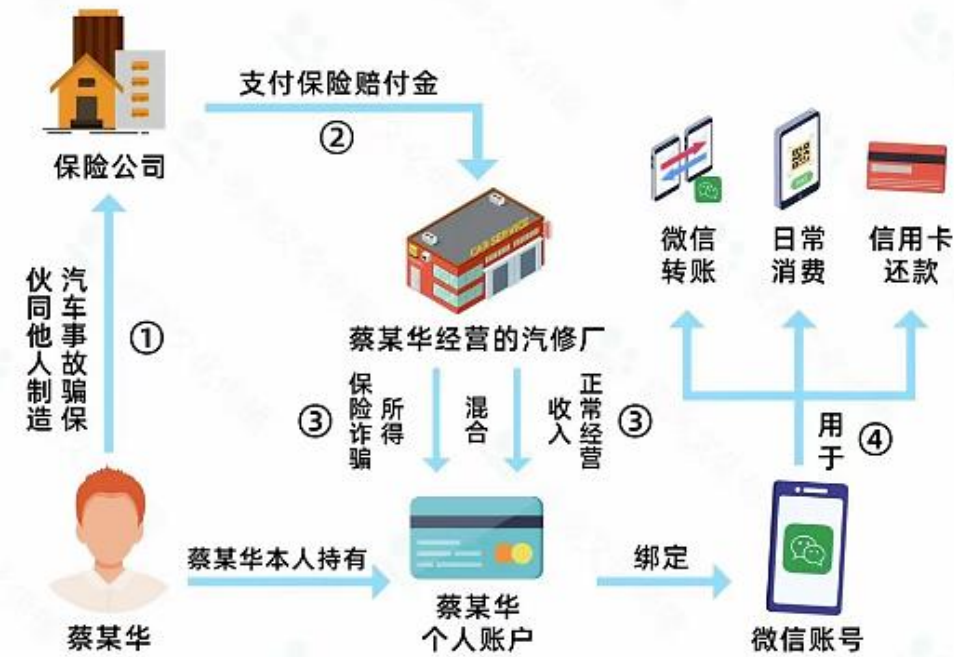 支付保险赔付金
②
保险公司
CAR SERVICE
微信
转账
日常
消费
信用卡
还款
伙同他人制造
汽车事故骗保
①
蔡某华经营的汽修厂
③
保险诈骗
所得
混合
收入
正常经营
③
用于
④
蔡某华本人持有
绑定
蔡某华
蔡某华
个人账户
微信账号